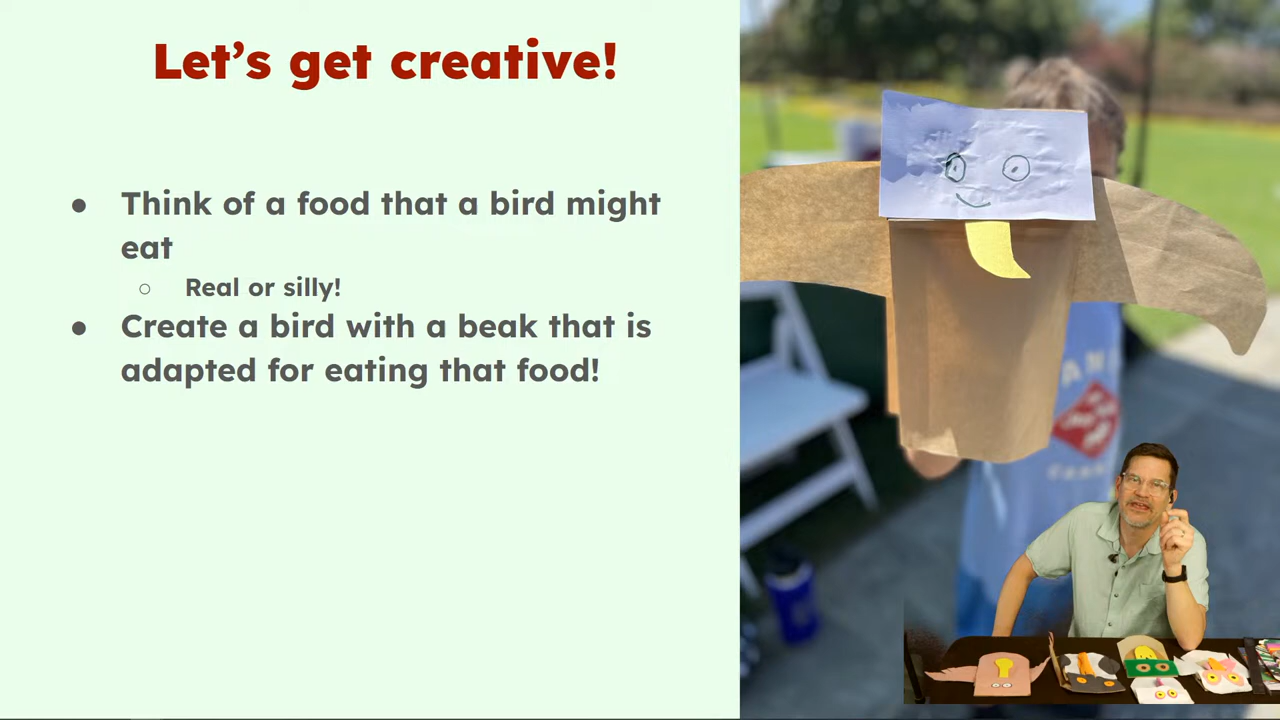 Let’s get creative!
● Think of a food that a bird might
eat
○ Real or silly!
● Create a bird with a beak that is
adapted for eating that food!